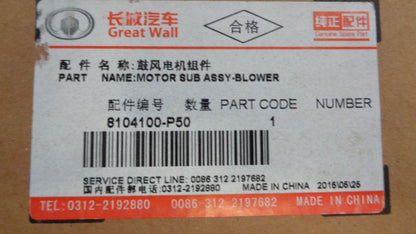 长城汽车
Great Wall
合格
纯正配件
Genuine Spare Part
配 件 名 称:鼓风电机组件
PART NAME:MOTOR SUB ASSY-BLOWER
配件编号 数量 PART CODE NUMBER
8104100-P50 1
SERVICE DIRECT LINE: 0086 312 2197682
国内配件部电话:0312-2192880 MADE IN CHINA 2015/05/25
TEL:0312-2192880 0086-312-2197682 MADE IN CHINA